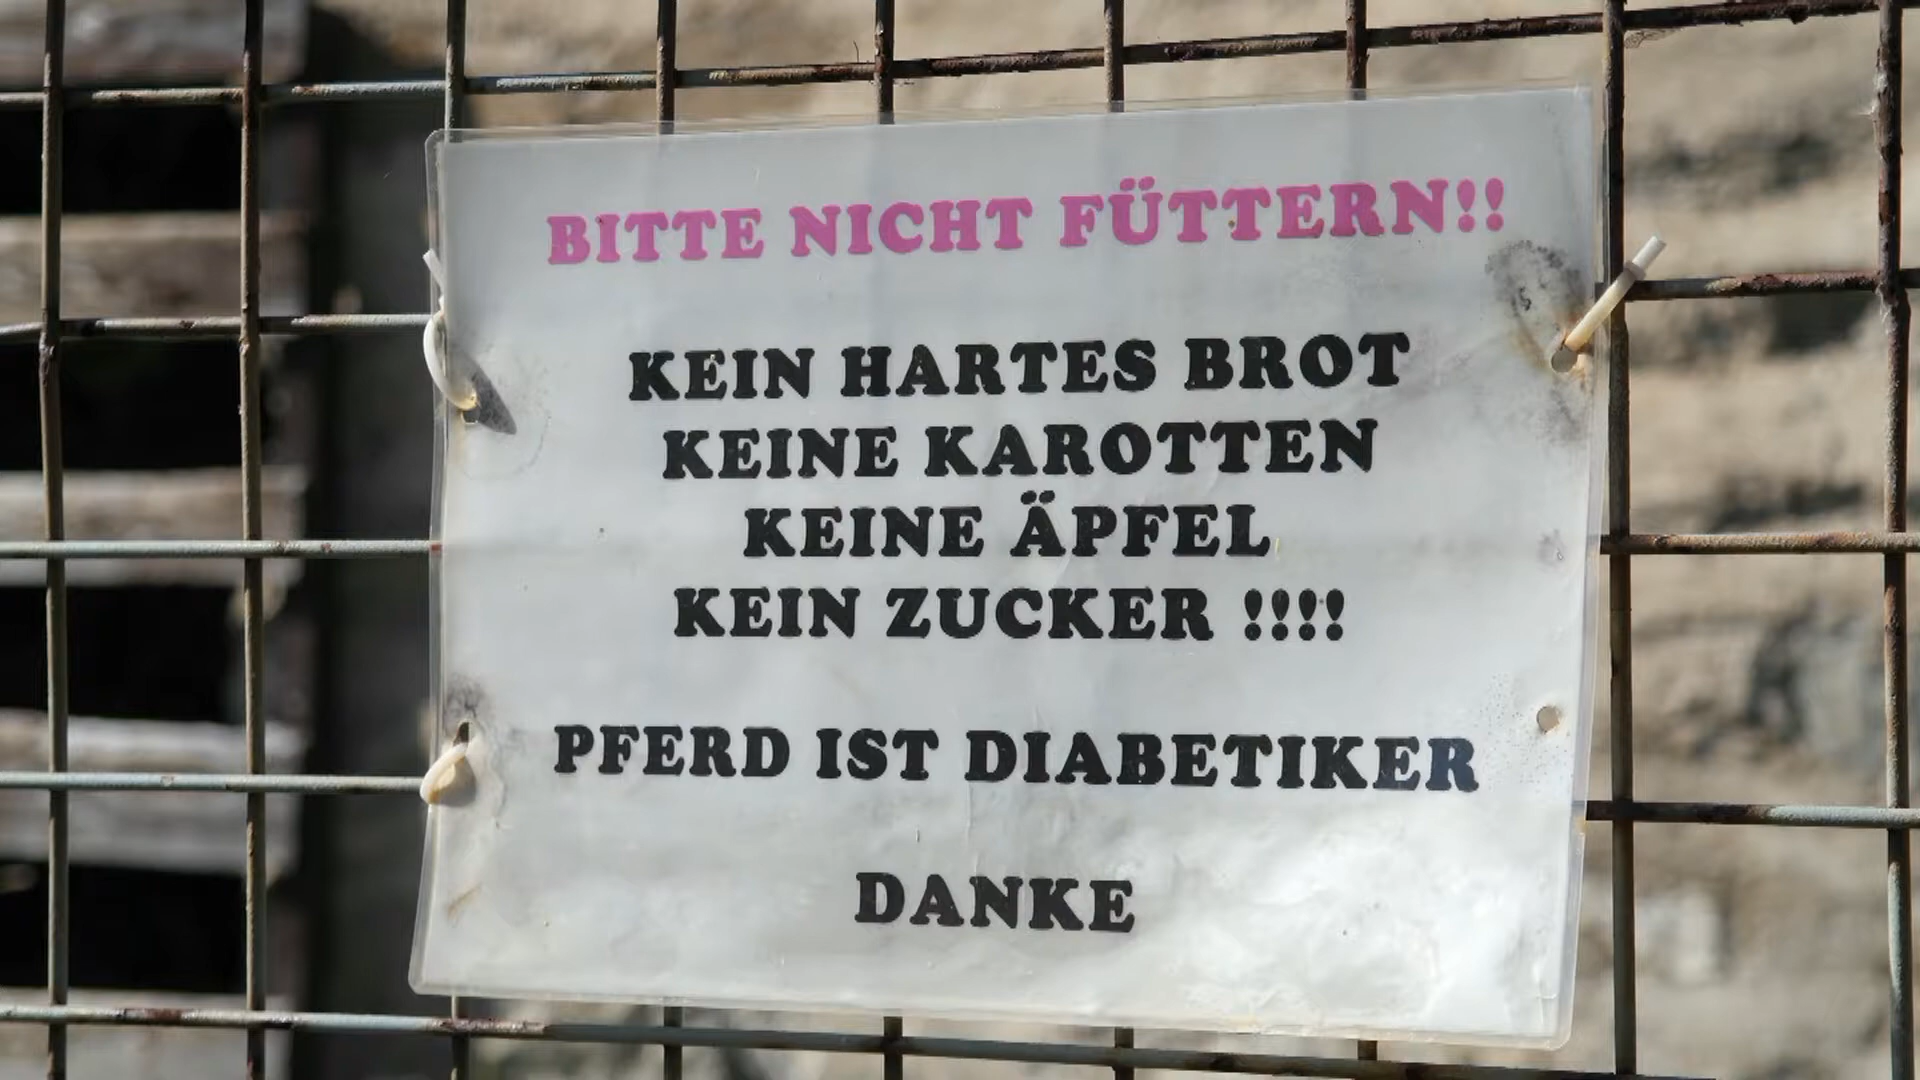 BITTE NICHT FÜTTERN!!
KEIN HARTES BROT
KEINE KAROTTEN
KEINE ÄPFEL
KEIN ZUCKER !!!!
PFERD IST DIABETIKER
DANKE